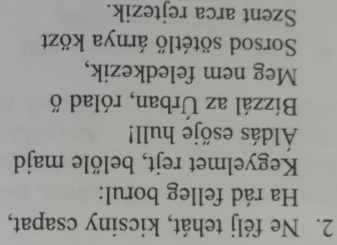 2. Ne félj tehát, kicsiny csapat,
Ha rád felleg borul:
Kegyelmet rejt, belőle majd
Áldás esője hull!
Bízzál az Úrban, rólad ő
Meg nem feledkezik,
Sorsod sötétlő árnya közt
Szent arca rejtezik.